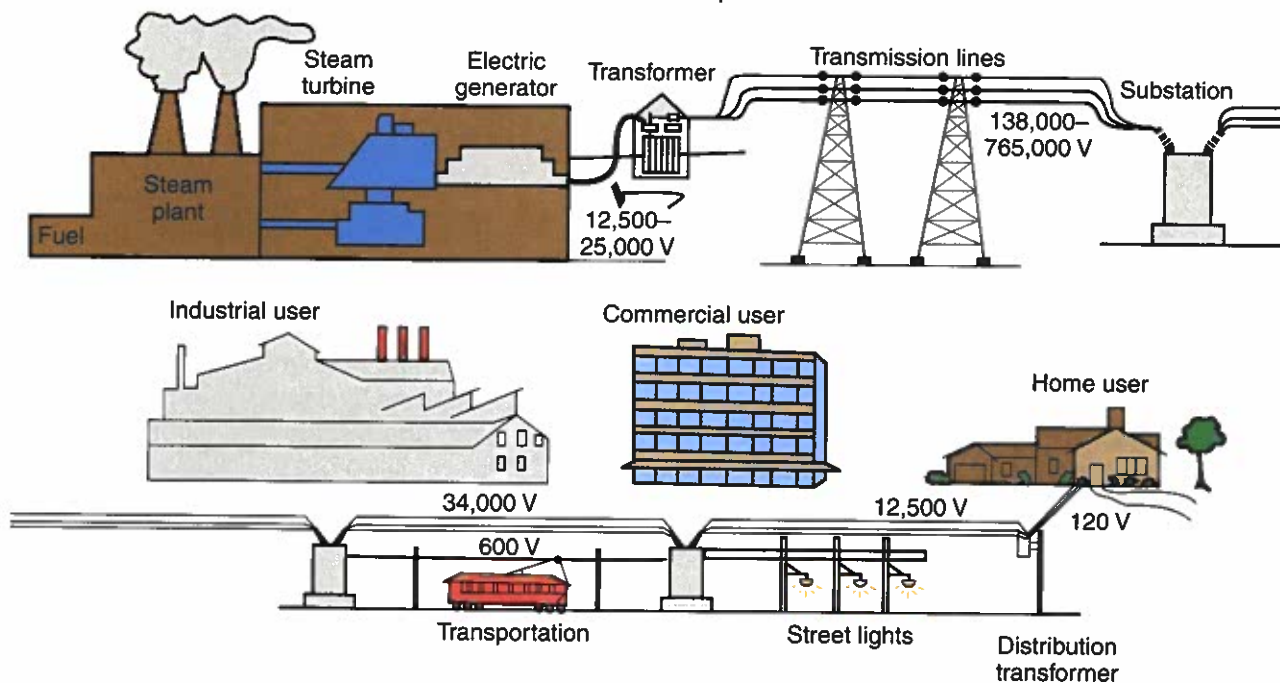 Steam
turbine
Electric
generator
Transformer
Transmission lines
Substation
138,000–
765,000 V
Steam
plant
Fuel
12,500–
25,000 V
Industrial user
Commercial user
Home user
34,000 V
12,500 V
120 V
600 V
Transportation
Street lights
Distribution
transformer